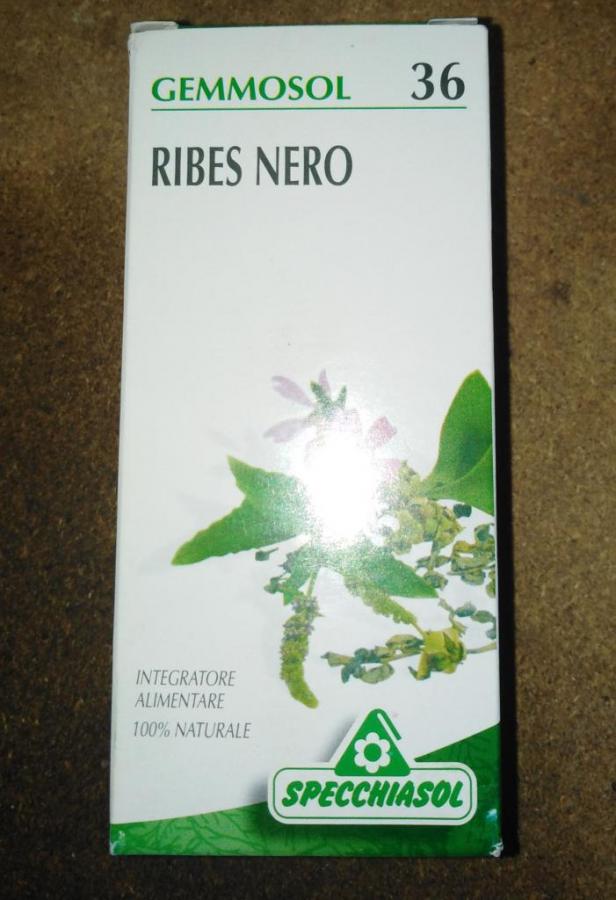 GEMMOSOL 36
RIBES NERO
INTEGRATORE
ALIMENTARE
100% NATURALE
SPECCHIASOL